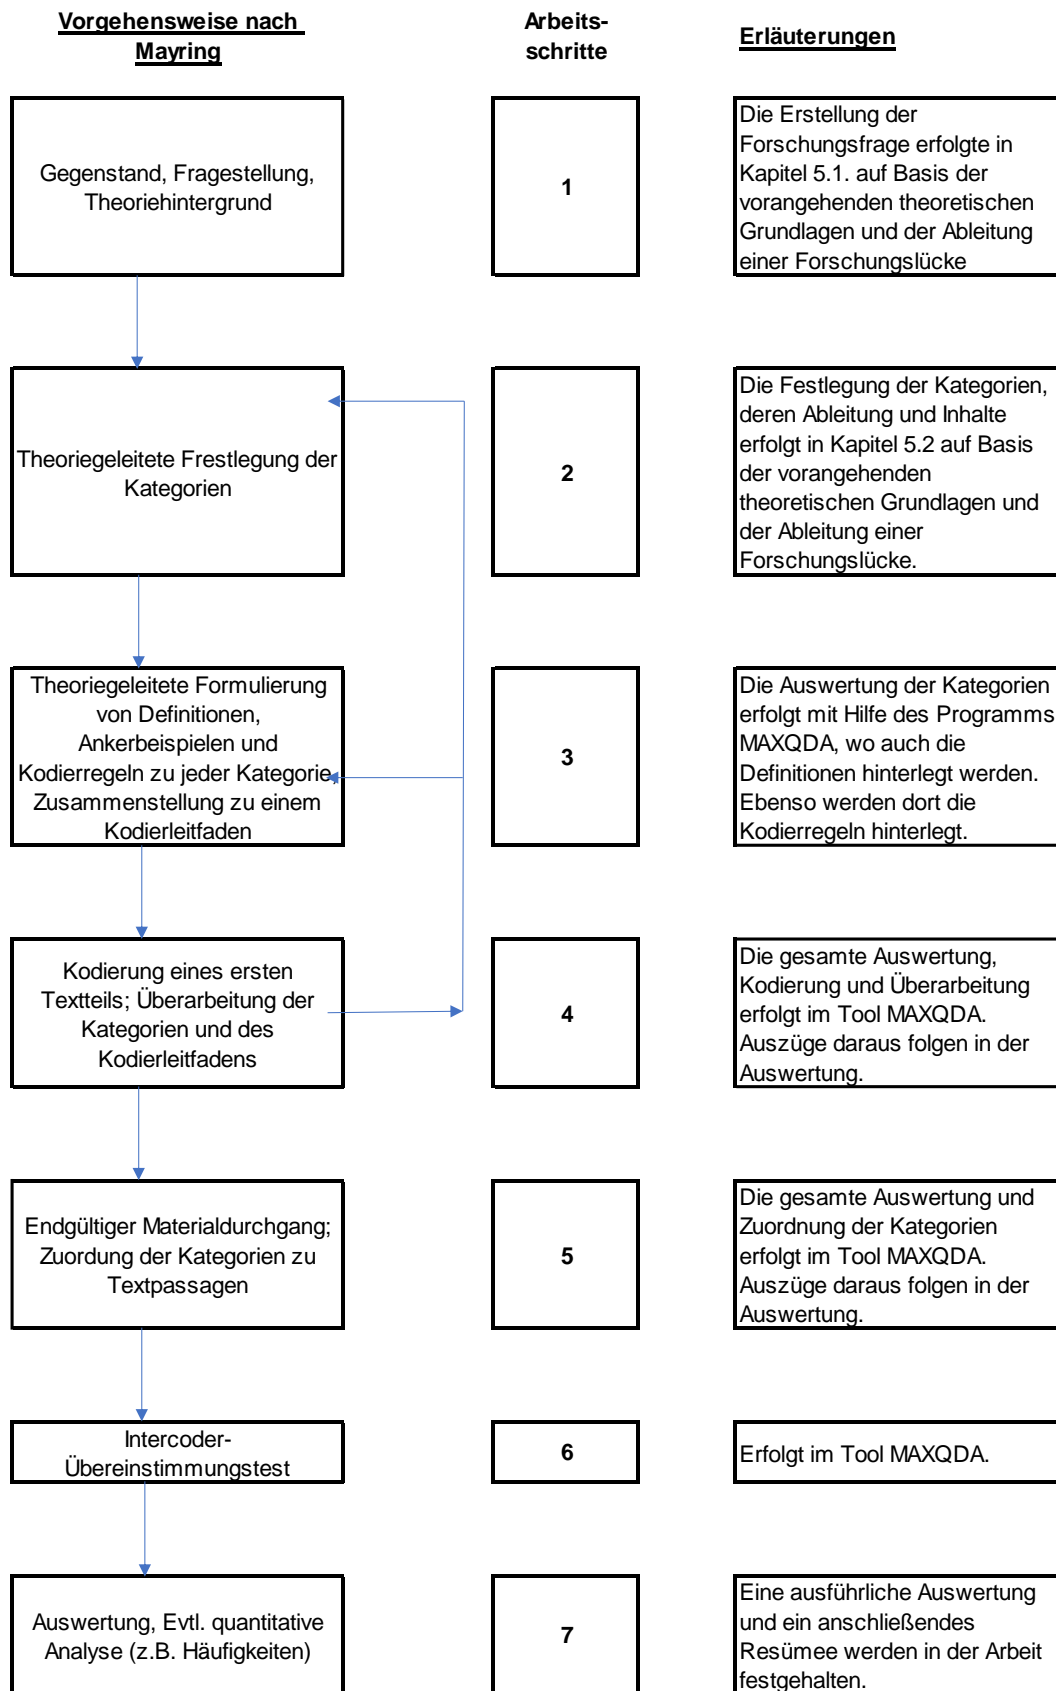 Vorgehensweise nach
Mayring
Arbeits-
schritte
Erläuterungen
Gegenstand, Fragestellung,
Theoriehintergrund
1
Die Erstellung der
Forschungsfrage erfolgte in
Kapitel 5.1. auf Basis der
vorangehenden theoretischen
Grundlagen und der Ableitung
einer Forschungslücke
Theoriegeleitete Frestlegung der
Kategorien
2
Die Festlegung der Kategorien,
deren Ableitung und Inhalte
erfolgt in Kapitel 5.2 auf Basis
der vorangehenden
theoretischen Grundlagen und
der Ableitung einer
Forschungslücke.
Theoriegeleitete Formulierung
von Definitionen,
Ankerbeispielen und
Kodierregeln zu jeder Kategorie,
Zusammenstellung zu einem
Kodierleitfaden
3
Die Auswertung der Kategorien
erfolgt mit Hilfe des Programms
MAXQDA, wo auch die
Definitionen hinterlegt werden.
Ebenso werden dort die
Kodierregeln hinterlegt.
Kodierung eines ersten
Textteils; Überarbeitung der
Kategorien und des
Kodierleitfadens
4
Die gesamte Auswertung,
Kodierung und Überarbeitung
erfolgt im Tool MAXQDA.
Auszüge daraus folgen in der
Auswertung.
Endgültiger Materialdurchgang;
Zuordung der Kategorien zu
Textpassagen
5
Die gesamte Auswertung und
Zuordnung der Kategorien
erfolgt im Tool MAXQDA.
Auszüge daraus folgen in der
Auswertung.
Intercoder-
Übereinstimmungstest
6
Erfolgt im Tool MAXQDA.
Auswertung, Evtl. quantitative
Analyse (z.B. Häufigkeiten)
7
Eine ausführliche Auswertung
und ein anschließendes
Resümee werden in der Arbeit
festgehalten.